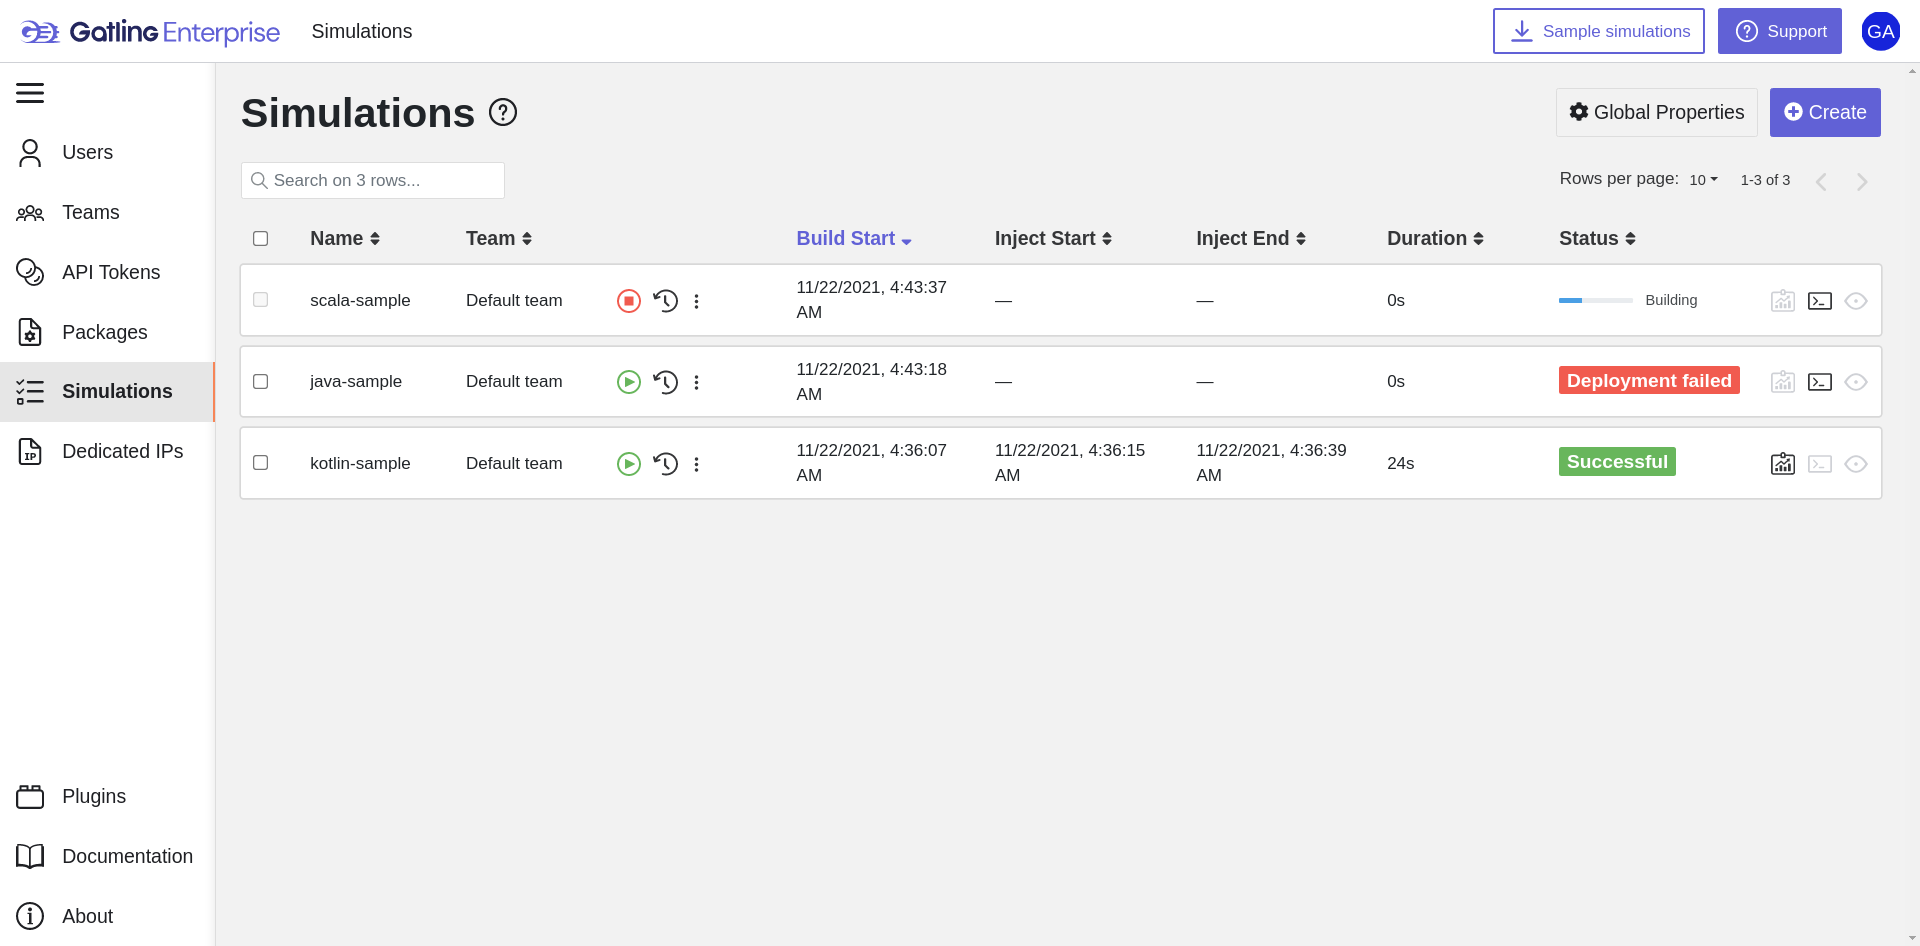 Gatling Enterprise
Simulations
Sample simulations
Support
GA
Users
Teams
API Tokens
Packages
Simulations
IP
Dedicated IPs
Plugins
Documentation
About
Simulations
Global Properties
Create
Search on 3 rows...
Rows per page: 10 1-3 of 3
Name Team Build Start Inject Start Inject End Duration Status
scala-sample Default team 11/22/2021, 4:43:37 — — 0s Building
AM
java-sample Default team 11/22/2021, 4:43:18 — — 0s Deployment failed
AM
kotlin-sample Default team 11/22/2021, 4:36:07 11/22/2021, 4:36:15 11/22/2021, 4:36:39 24s Successful
AM AM AM